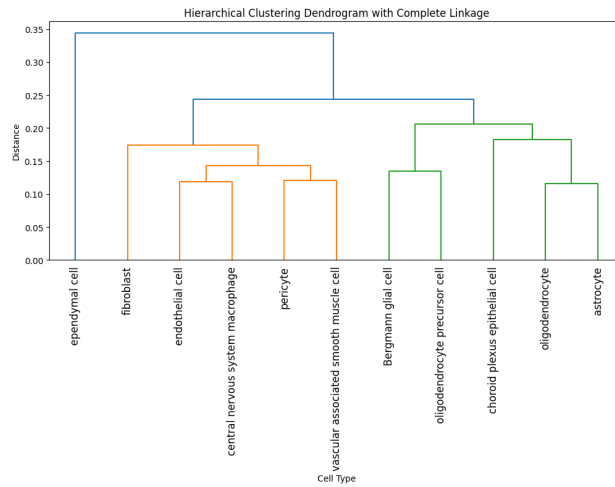 Hierarchical Clustering Dendrogram with Complete Linkage
0.35
0.30
0.25
0.20
0.15
0.10
0.05
0.00
Distance
ependymal cell
fibroblast
endothelial cell
central nervous system macrophage
pericyte
vascular associated smooth muscle cell
Bergmann glial cell
oligodendrocyte precursor cell
choroid plexus epithelial cell
oligodendrocyte
astrocyte
Cell Type